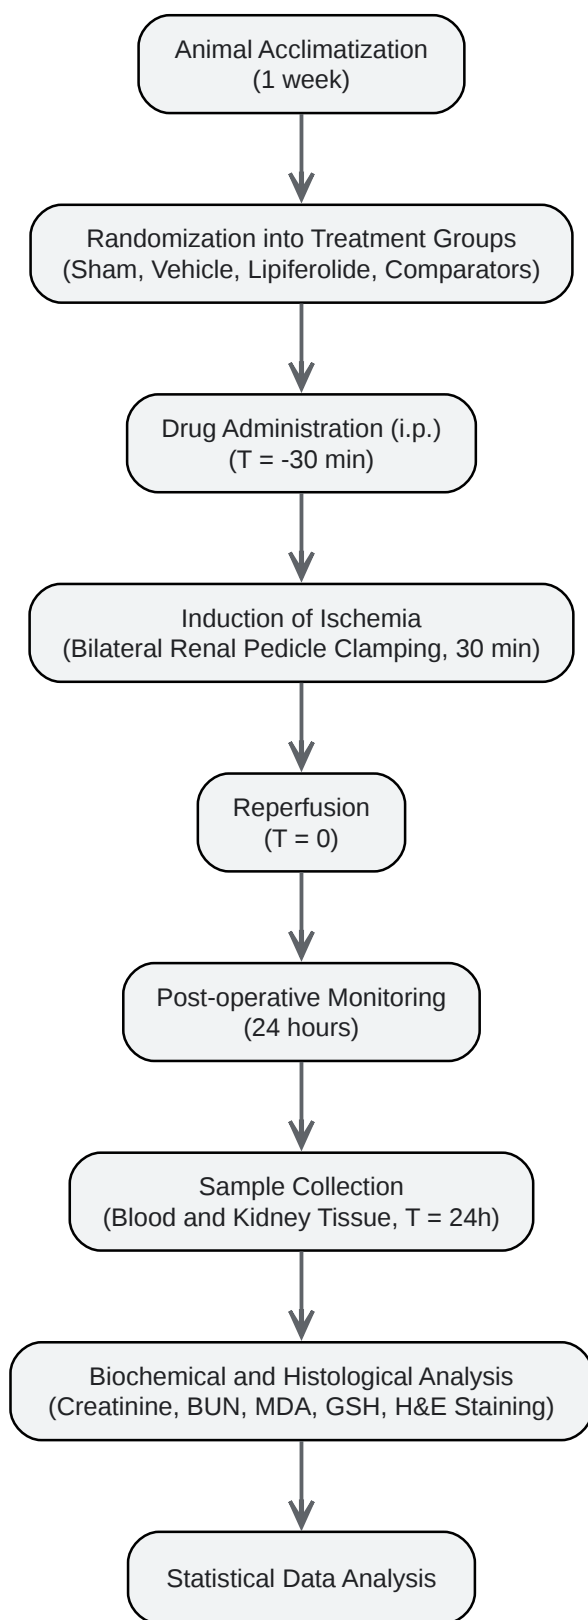 Animal Acclimatization
(1 week)
Randomization into Treatment Groups
(Sham, Vehicle, Lipiferolide, Comparators)
Drug Administration (i.p.)
(T = -30 min)
Induction of Ischemia
(Bilateral Renal Pedicle Clamping, 30 min)
Reperfusion
(T = 0)
Post-operative Monitoring
(24 hours)
Sample Collection
(Blood and Kidney Tissue, T = 24h)
Biochemical and Histological Analysis
(Creatinine, BUN, MDA, GSH, H&E Staining)
Statistical Data Analysis